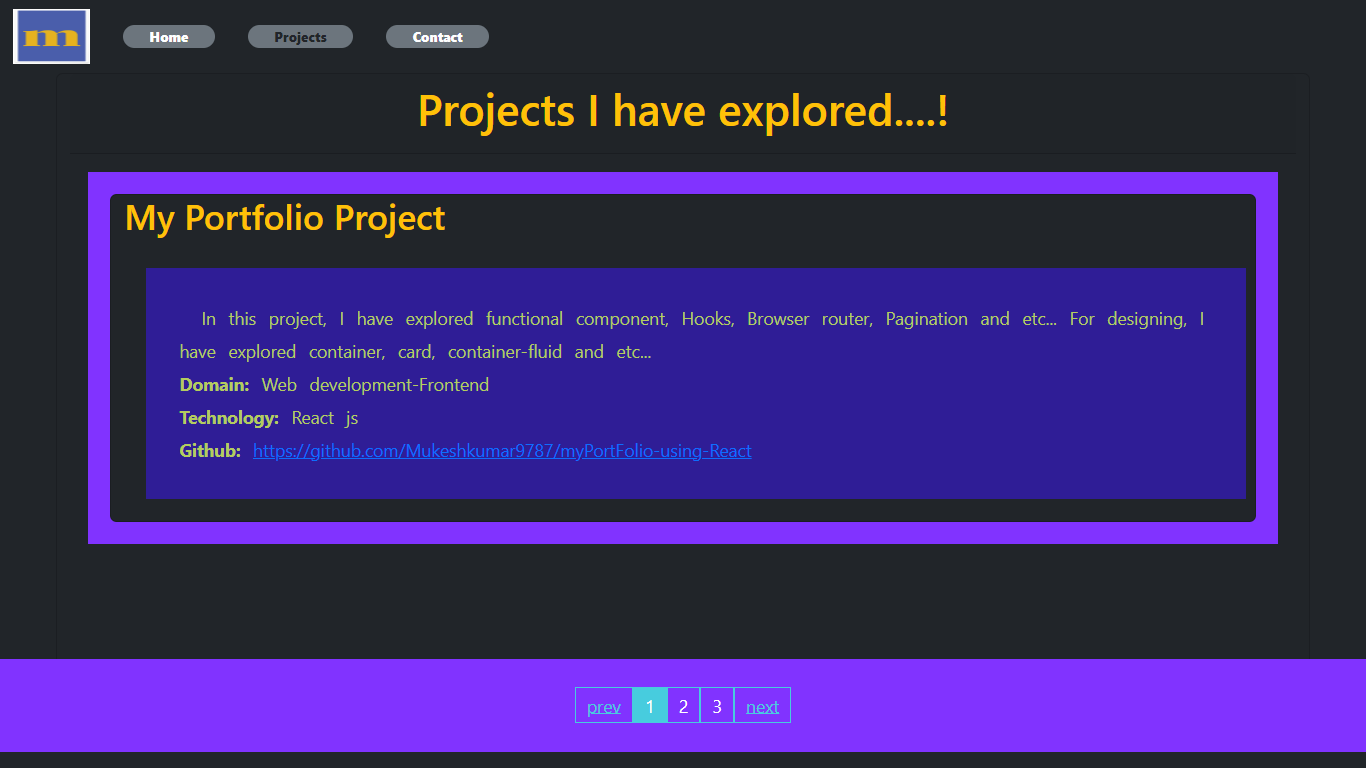 m
Home Projects Contact
Projects I have explored....!
My Portfolio Project
In this project, I have explored functional component, Hooks, Browser router, Pagination and etc... For designing, I
have explored container, card, container-fluid and etc...
Domain: Web development-Frontend
Technology: React js
Github: https://github.com/Mukeshkumar9787/myPortFolio-using-React
prev 1 2 3 next